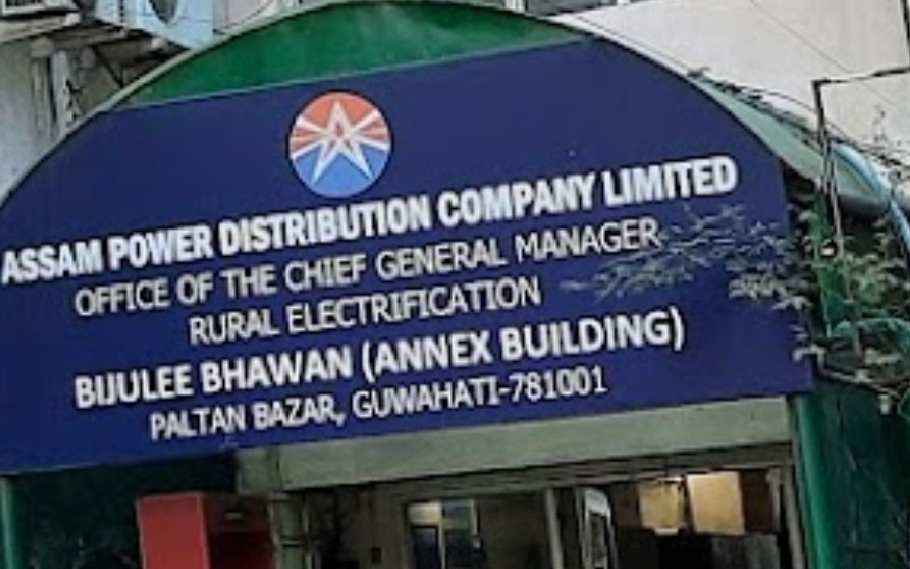 ASSAM POWER DISTRIBUTION COMPANY LIMITED
OFFICE OF THE CHIEF GENERAL MANAGER
RURAL ELECTRIFICATION
BIJULEE BHAWAN (ANNEX BUILDING)
PALTAN BAZAR, GUWAHATI-781001